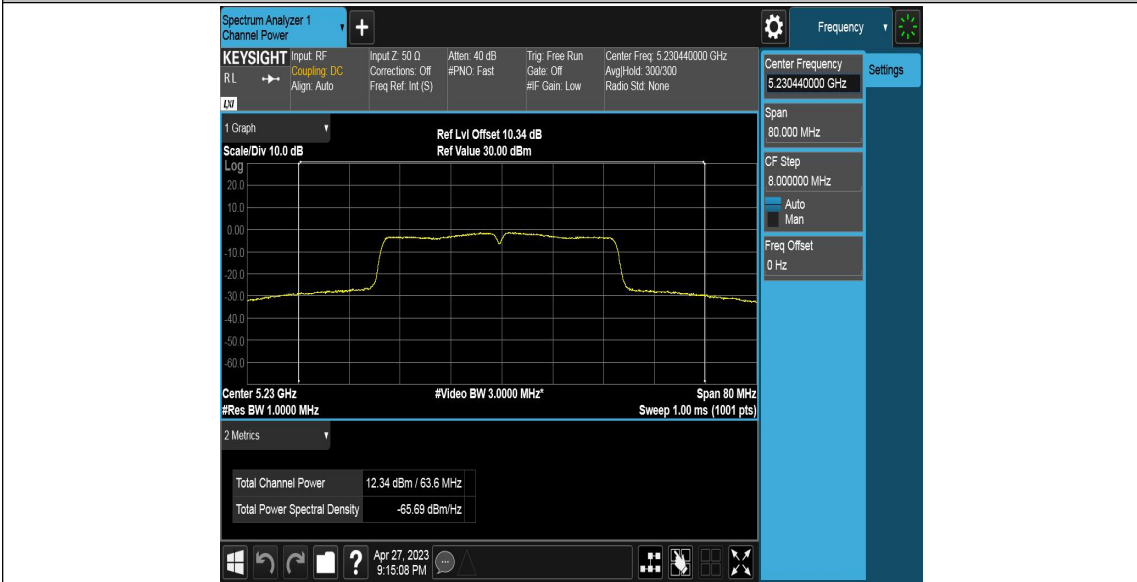 Spectrum Analyzer 1
Channel Power
+
Frequency
KEYSIGHT
R L
LXI
Input: RF
Coupling: DC
Align: Auto
Input Z: 50 Ω
Corrections: Off
Freq Ref: Int (S)
Atten: 40 dB
#PNO: Fast
Trig: Free Run
Gate: Off
#IF Gain: Low
Center Freq: 5.230440000 GHz
Avg|Hold: 300/300
Radio Std: None
Center Frequency
5.230440000 GHz
Settings
Span
80.000 MHz
CF Step
8.000000 MHz
Auto
Man
Freq Offset
0 Hz
1 Graph
Scale/Div 10.0 dB
Ref Lvl Offset 10.34 dB
Ref Value 30.00 dBm
Log
20.0
10.0
0.00
-10.0
-20.0
-30.0
-40.0
-50.0
-60.0
Center 5.23 GHz
#Video BW 3.0000 MHz*
Span 80 MHz
#Res BW 1.0000 MHz
Sweep 1.00 ms (1001 pts)
2 Metrics
Total Channel Power 12.34 dBm / 63.6 MHz
Total Power Spectral Density -65.69 dBm/Hz
?
Apr 27, 2023
9:15:08 PM